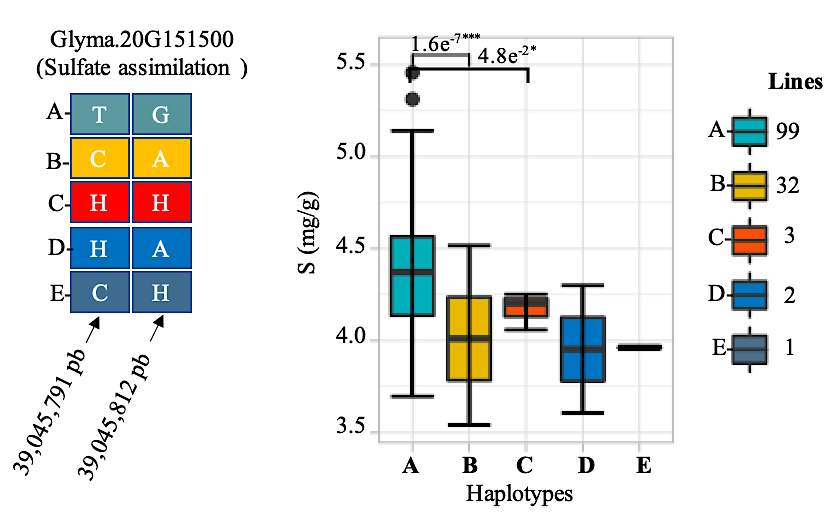 Glyma.20G151500
(Sulfate assimilation )
A- T G
B- C A
C- H H
D- H A
E- C H
39,045,791 pb
39,045,812 pb
1.6e-7***
4.8e-2*
5.5
5.0
4.5
4.0
3.5
S (mg/g)
A B C D E
Haplotypes
Lines
A- 99
B- 32
C- 3
D- 2
E- 1